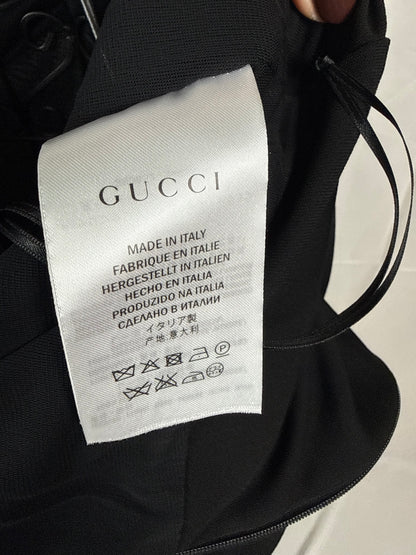 GUCCI
MADE IN ITALY
FABRIQUE EN ITALIE
HERGESTELLT IN ITALIEN
HECHO EN ITALIA
PRODUZIDO NA ITALIA
СДЕЛАНО В ИТАЛИИ
イタリア製
产地:意大利
P